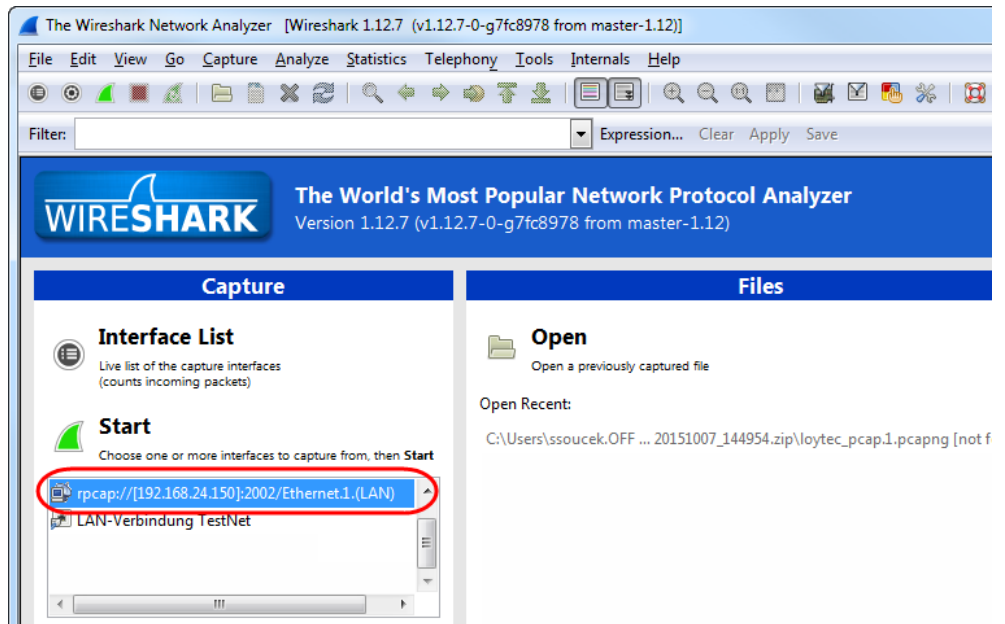 The Wireshark Network Analyzer [Wireshark 1.12.7 (v1.12.7-0-g7fc8978 from master-1.12)]
File Edit View Go Capture Analyze Statistics Telephony Tools Internals Help
Filter: Expression... Clear Apply Save
WIRESHARK
The World's Most Popular Network Protocol Analyzer
Version 1.12.7 (v1.12.7-0-g7fc8978 from master-1.12)
Capture
Interface List
Live list of the capture interfaces
(counts incoming packets)
Start
Choose one or more interfaces to capture from, then Start
rpcap://[192.168.24.150]:2002/Ethernet.1.(LAN)
LAN-Verbindung TestNet
Files
Open
Open a previously captured file
Open Recent:
C:\Users\ssoucek.OFF ... 20151007_144954.zip\loytec_pcap.1.pcapng [not f